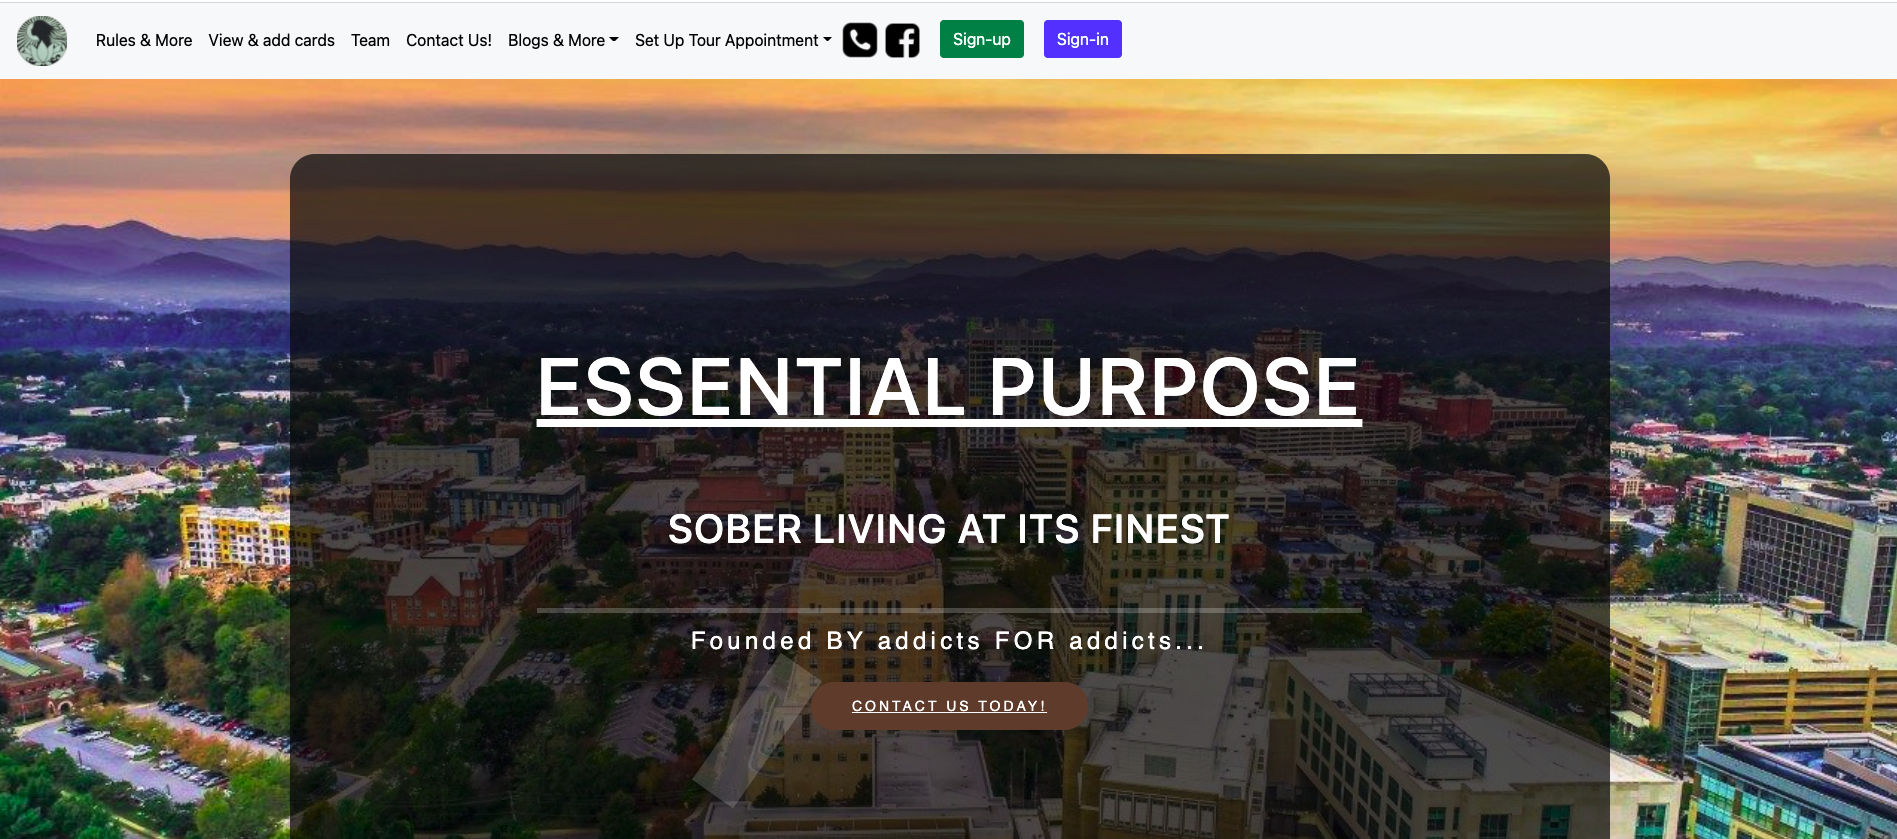 Rules & More View & add cards Team Contact Us! Blogs & More Set Up Tour Appointment Sign-up Sign-in
ESSENTIAL PURPOSE
SOBER LIVING AT ITS FINEST
Founded BY addicts FOR addicts...
CONTACT US TODAY!